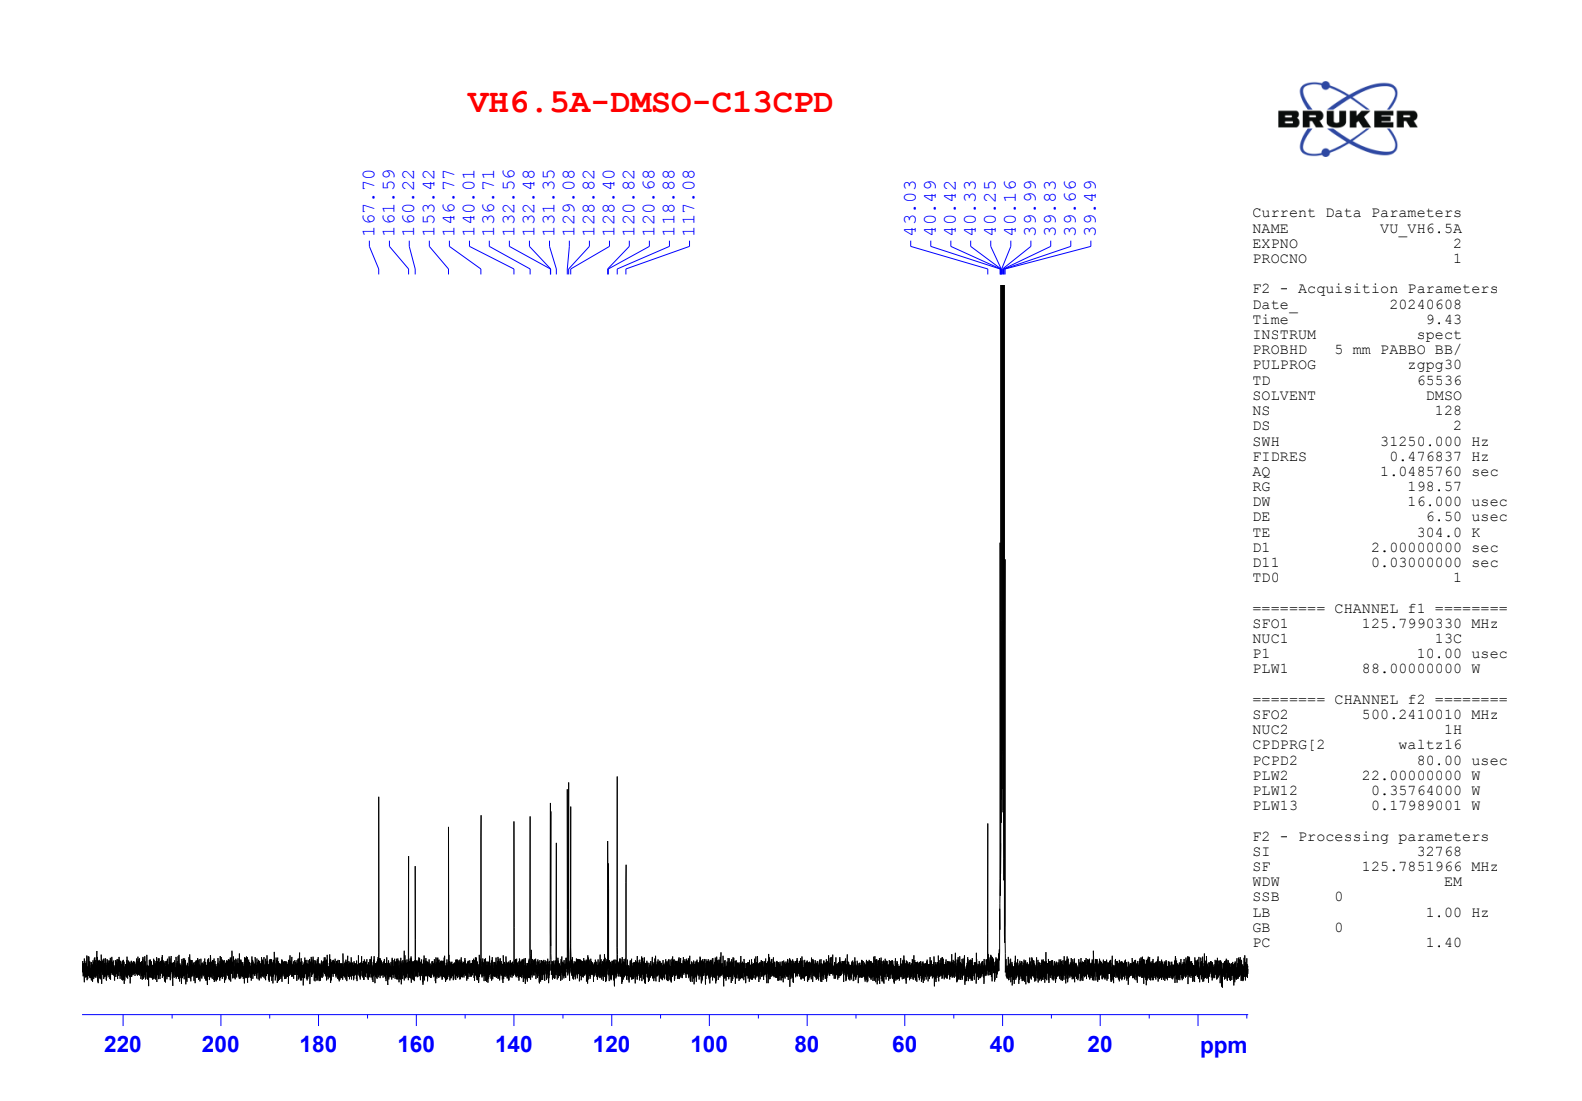 VH6.5A-DMSO-C13CPD
BRUKER
167.70
161.59
160.22
153.42
146.77
140.01
136.71
132.56
132.48
131.35
129.08
128.82
128.40
120.82
120.68
118.88
117.08
43.03
40.49
40.42
40.33
40.25
40.16
39.99
39.83
39.66
39.49
Current Data Parameters
NAME VU_VH6.5A
EXPNO 2
PROCNO 1
F2 - Acquisition Parameters
Date_ 20240608
Time 9.43
INSTRUM spect
PROBHD 5 mm PABBO BB/
PULPROG zgpg30
TD 65536
SOLVENT DMSO
NS 128
DS 2
SWH 31250.000 Hz
FIDRES 0.476837 Hz
AQ 1.0485760 sec
RG 198.57
DW 16.000 usec
DE 6.50 usec
TE 304.0 K
D1 2.00000000 sec
D11 0.03000000 sec
TD0 1
======== CHANNEL f1 ========
SFO1 125.7990330 MHz
NUC1 13C
P1 10.00 usec
PLW1 88.00000000 W
======== CHANNEL f2 ========
SFO2 500.2410010 MHz
NUC2 1H
CPDPRG[2 waltz16
PCPD2 80.00 usec
PLW2 22.00000000 W
PLW12 0.35764000 W
PLW13 0.17989001 W
F2 - Processing parameters
SI 32768
SF 125.7851966 MHz
WDW EM
SSB 0
LB 1.00 Hz
GB 0
PC 1.40
220 200 180 160 140 120 100 80 60 40 20 ppm